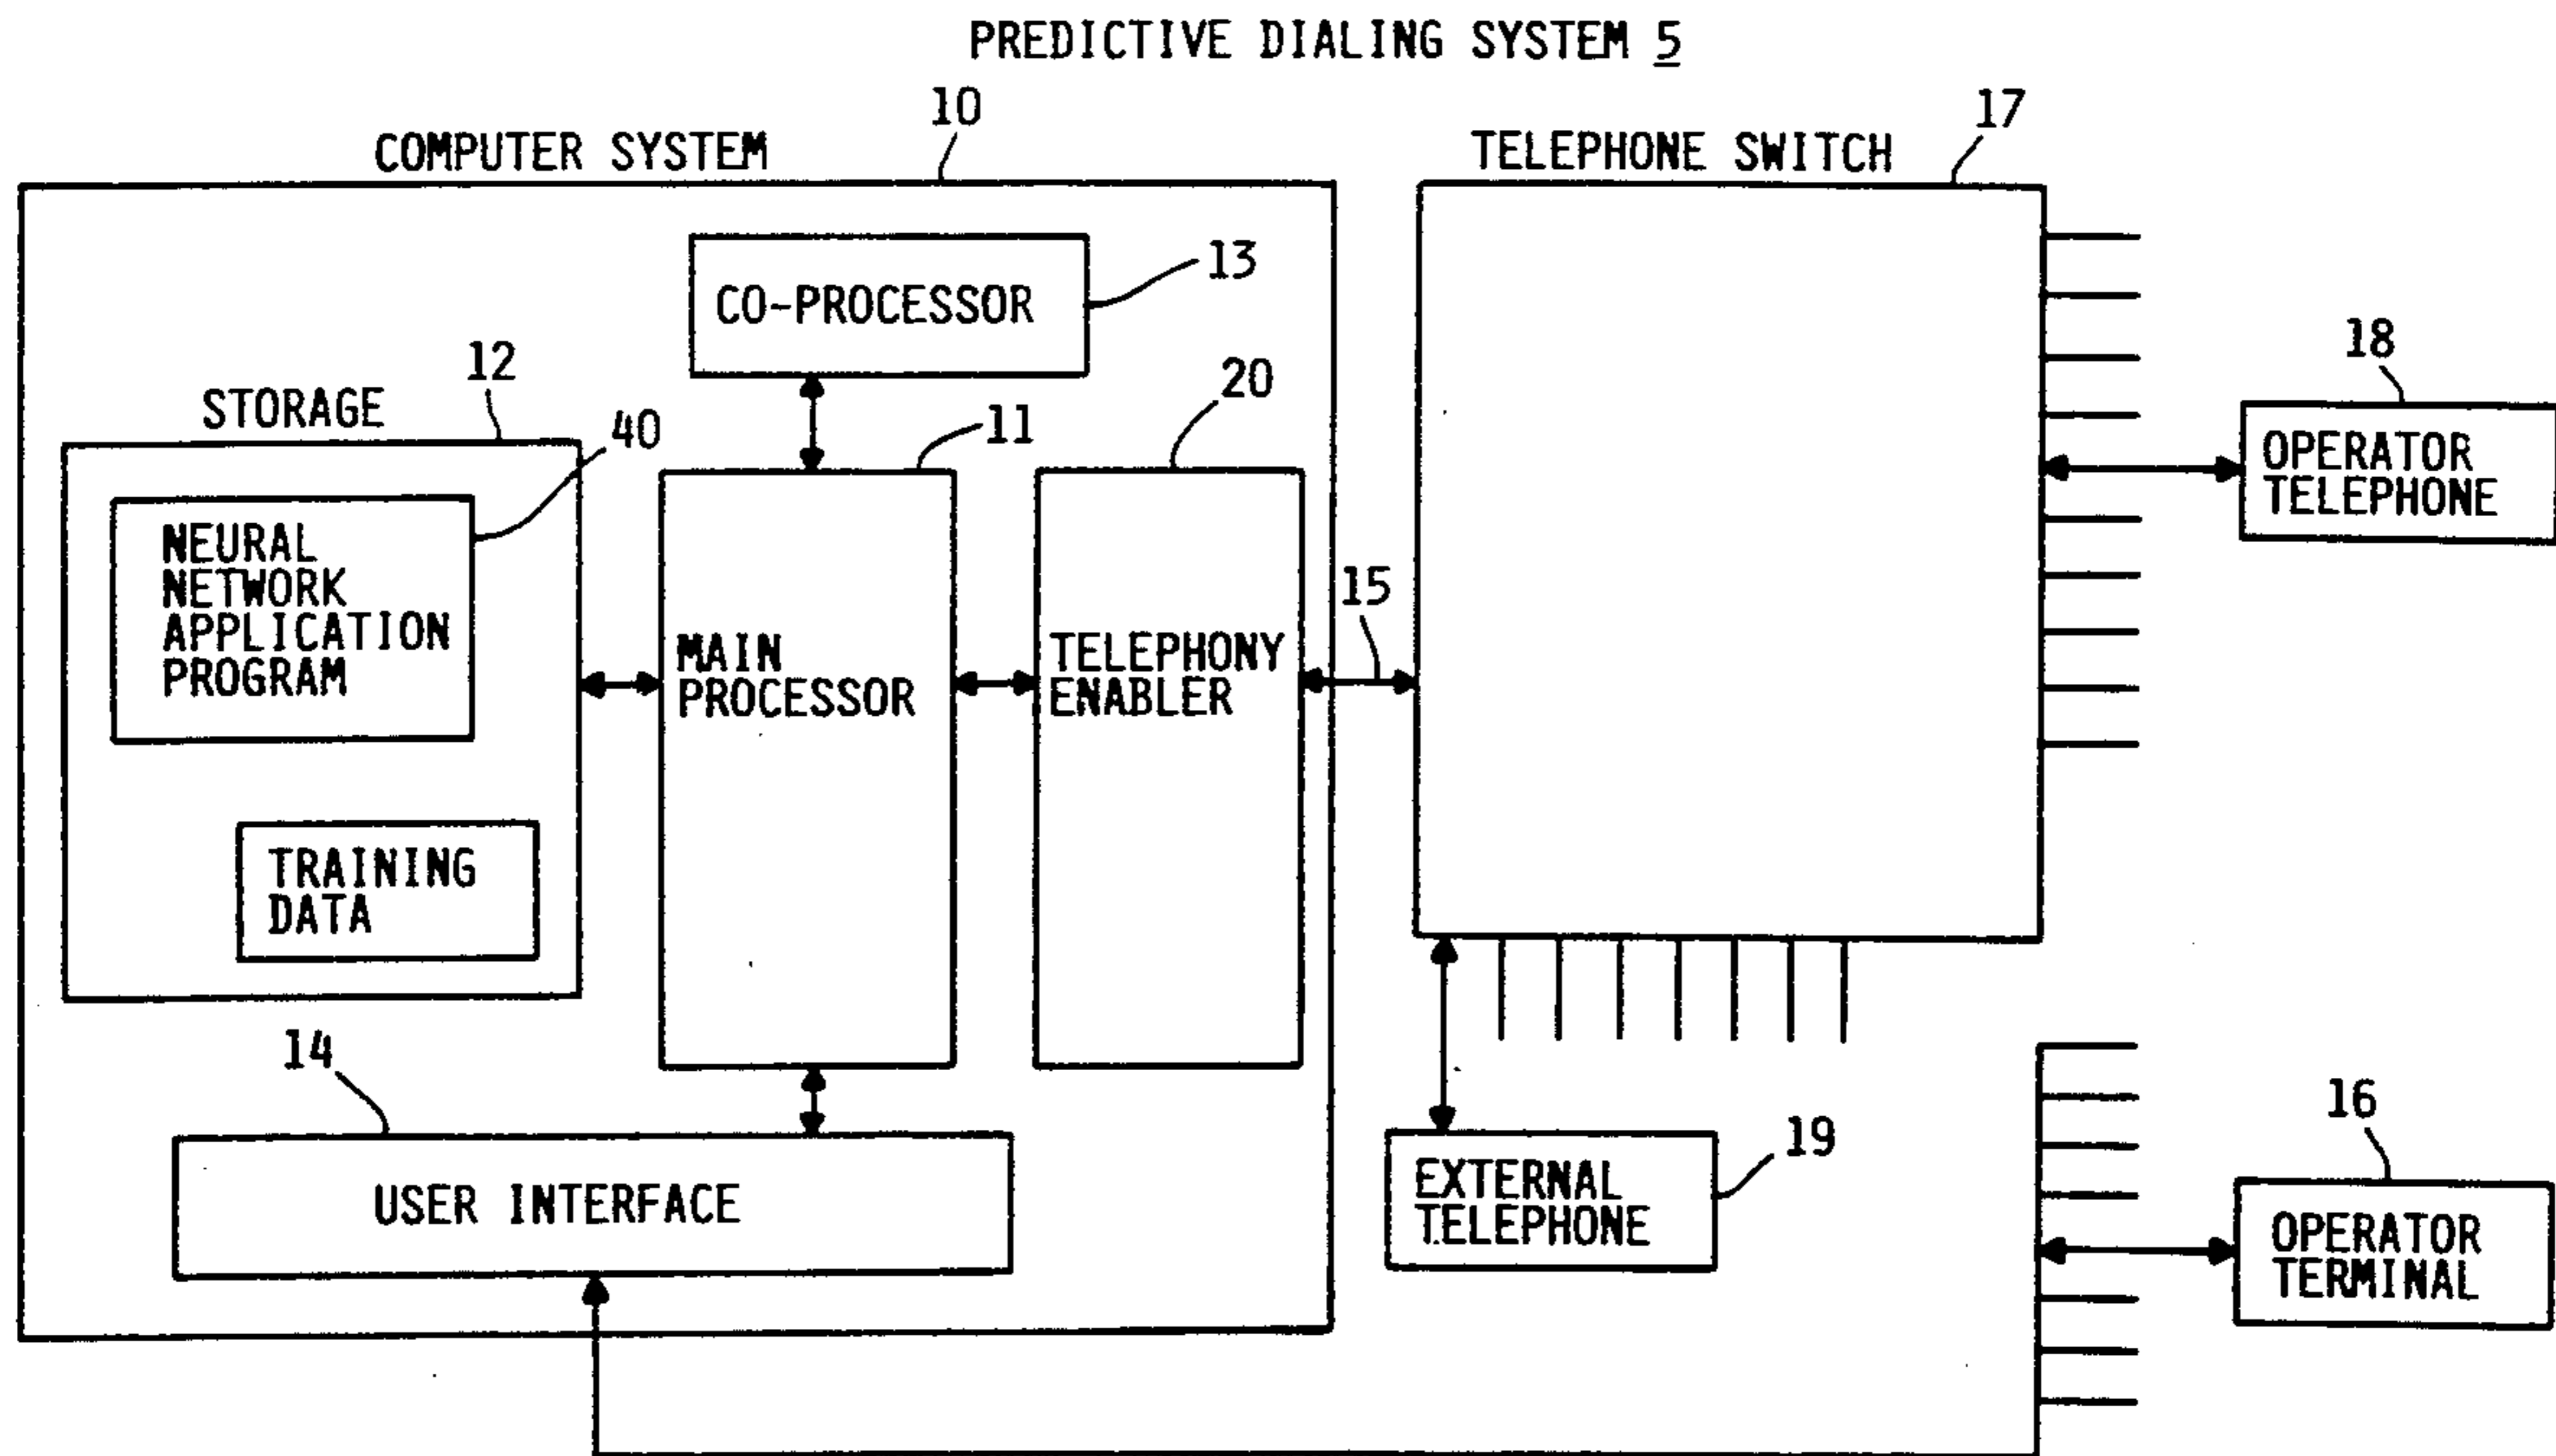 PREDICTIVE DIALING SYSTEM 5
10
17
COMPUTER SYSTEM
TELEPHONE SWITCH
13
CO-PROCESSOR
12
20
18
STORAGE
40
11
OPERATOR
TELEPHONE
NEURAL
NETWORK
APPLICATION
PROGRAM
15
MAIN
PROCESSOR
TELEPHONY
ENABLER
TRAINING
DATA
14
16
19
EXTERNAL
TELEPHONE
USER INTERFACE
OPERATOR
TERMINAL